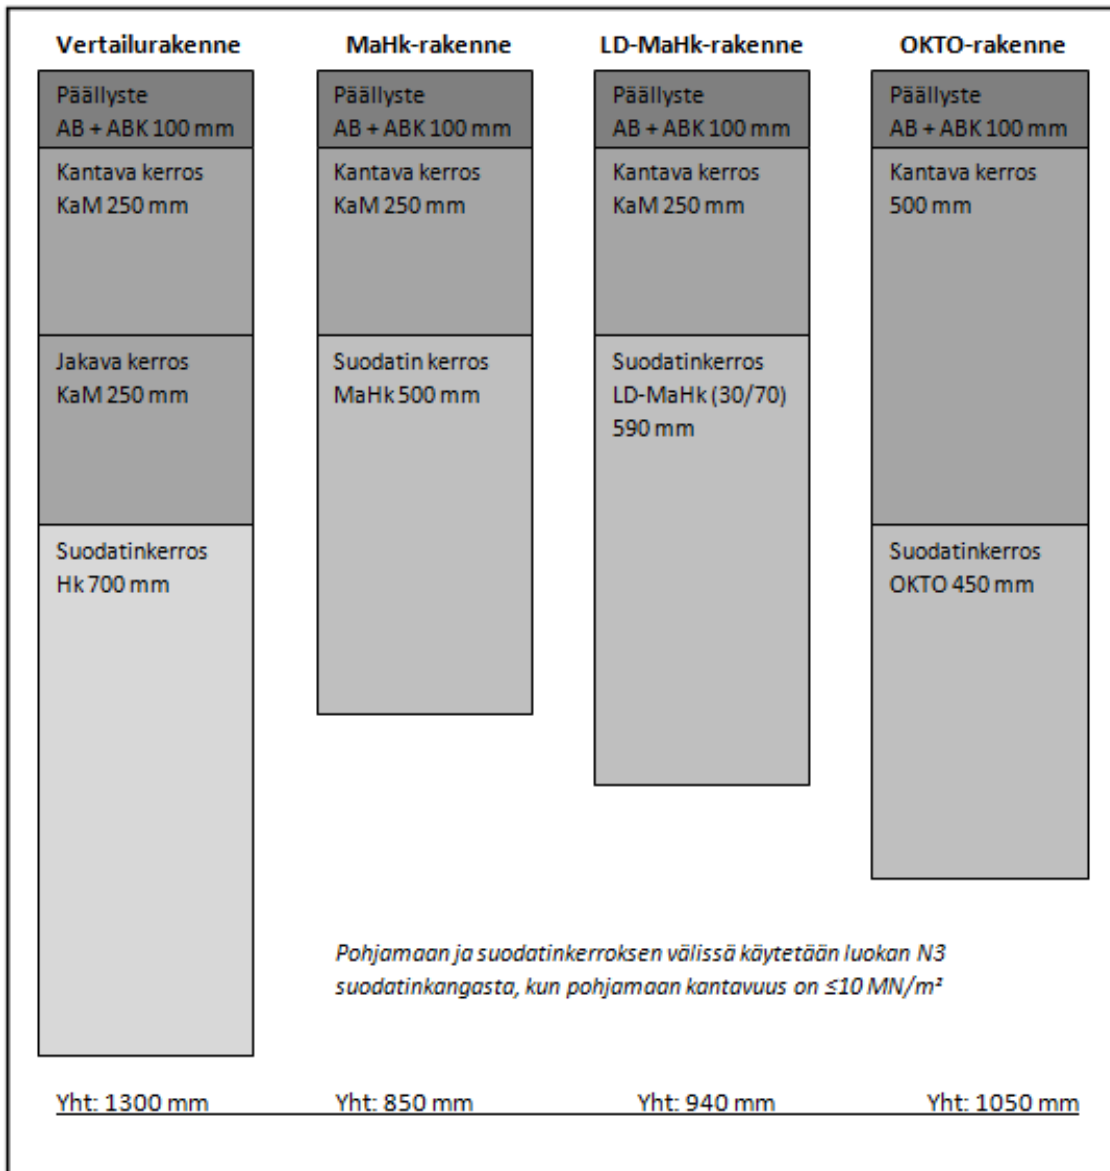 Vertailurakenne
Päällyste
AB + ABK 100 mm
Kantava kerros
KaM 250 mm
Jakava kerros
KaM 250 mm
Suodatinkerros
Hk 700 mm
Yht: 1300 mm
MaHk-rakenne
Päällyste
AB + ABK 100 mm
Kantava kerros
KaM 250 mm
Suodatin kerros
MaHk 500 mm
Yht: 850 mm
LD-MaHk-rakenne
Päällyste
AB + ABK 100 mm
Kantava kerros
KaM 250 mm
Suodatinkerros
LD-MaHk (30/70)
590 mm
Yht: 940 mm
OKTO-rakenne
Päällyste
AB + ABK 100 mm
Kantava kerros
500 mm
Suodatinkerros
OKTO 450 mm
Yht: 1050 mm
Pohjamaan ja suodatinkerroksen välissä käytetään luokan N3
suodatinkangasta, kun pohjamaan kantavuus on ≤10 MN/m²